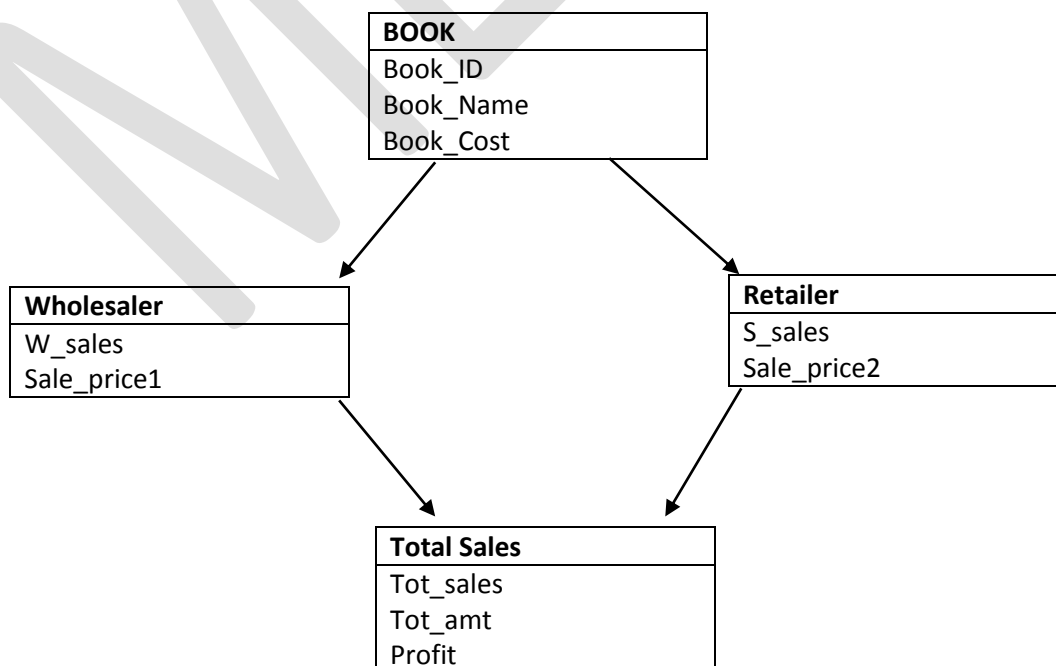 BOOK
Book_ID
Book_Name
Book_Cost
Wholesaler
W_sales
Sale_price1
Retailer
S_sales
Sale_price2
Total Sales
Tot_sales
Tot_amt
Profit